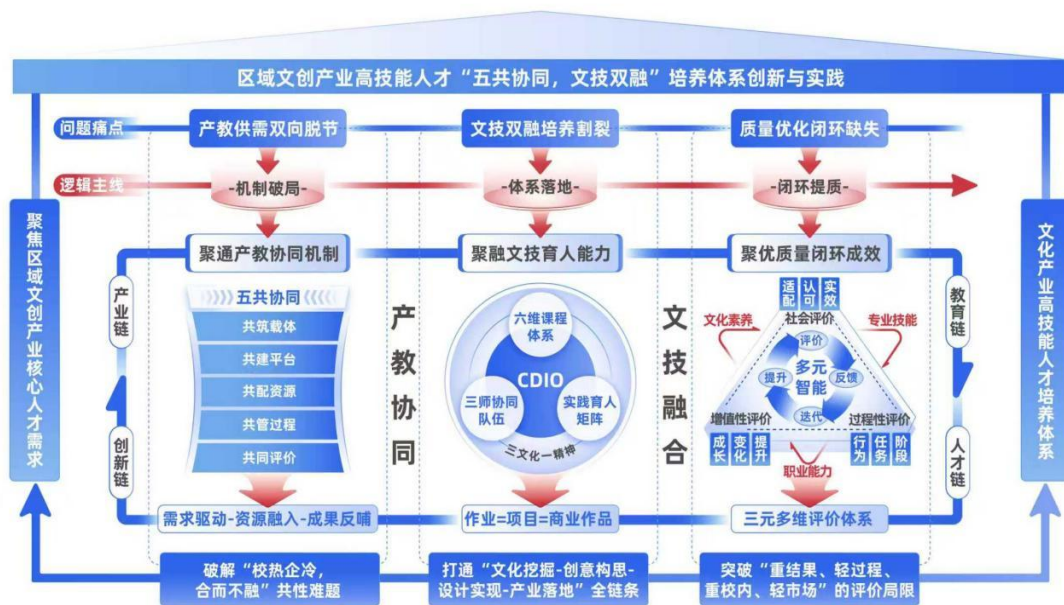 区域文创产业高技能人才“五共协同，文技双融”培养体系创新与实践
问题痛点
产教供需双向脱节
文技双融培养割裂
质量优化闭环缺失
逻辑主线
-机制破局-
-体系落地-
-闭环提质-
聚焦区域文创产业核心人才需求
文化产业高技能人才培养体系
聚通产教协同机制
聚融文技育人能力
聚优质量闭环成效
产业链
创新链
教育链
人才链
五共协同
共筑载体
共建平台
共配资源
共管过程
共同评价
产教协同
六维课程
体系
CDIO
三师协同
队伍
实践育人
矩阵
三文化一精神
文技融合
适配
认可
实效
社会评价
文化素养
专业技能
评价
提升
多元
智能
反馈
迭代
增值性评价
过程性评价
成长
变化
提升
行为
任务
阶段
职业能力
需求驱动-资源融入-成果反哺
作业=项目=商业作品
三元多维评价体系
破解“校热企冷，
合而不融”共性难题
打通“文化挖掘-创意构思-
设计实现-产业落地”全链条
突破“重结果、轻过程、
重校内、轻市场”的评价局限